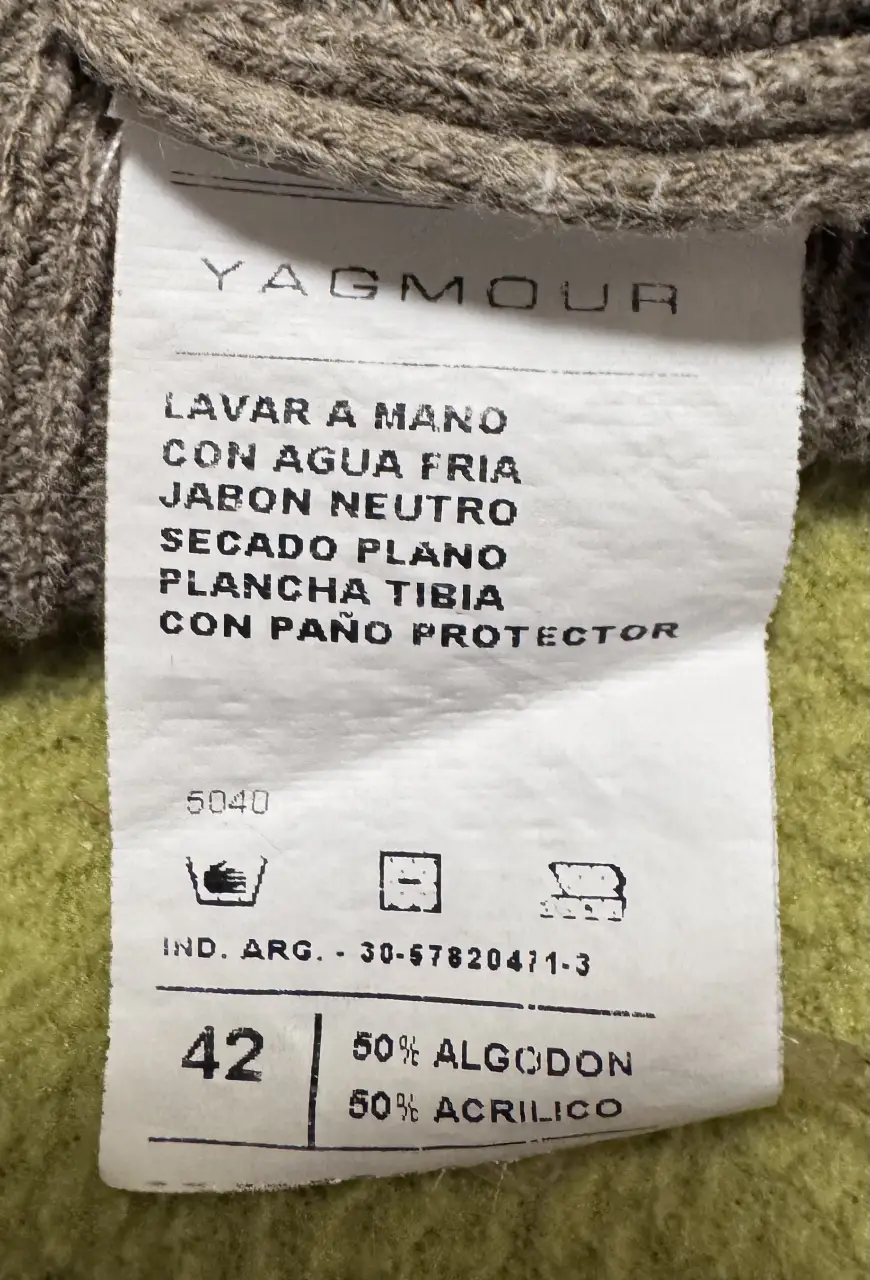 YAGMOUR
LAVAR A MANO
CON AGUA FRIA
JABON NEUTRO
SECADO PLANO
PLANCHA TIBIA
CON PAÑO PROTECTOR
5040
IND. ARG. - 30-57820471-3
42
50% ALGODON
50% ACRILICO